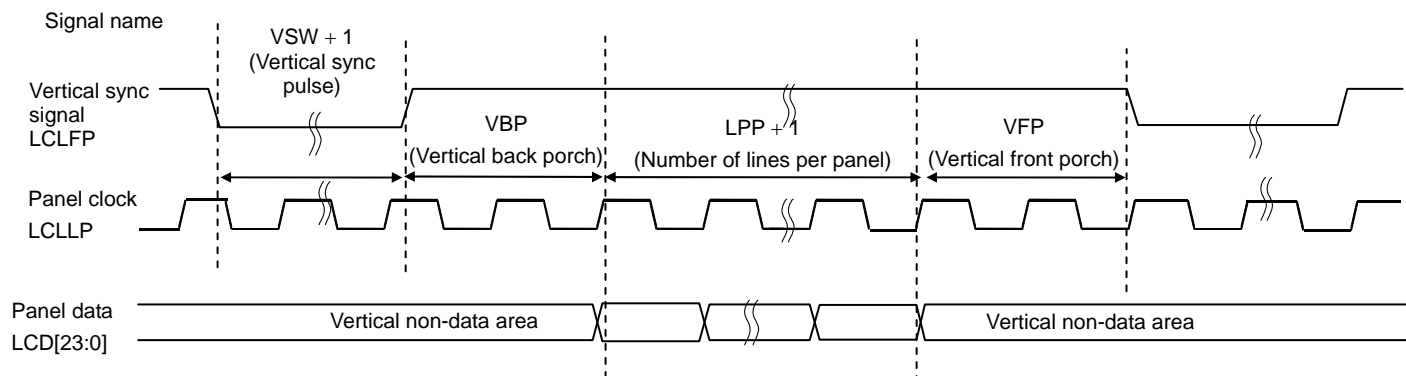 Signal name
VSW + 1
(Vertical sync
pulse)
Vertical sync
signal
LCLFP
VBP
(Vertical back porch)
LPP + 1
(Number of lines per panel)
VFP
(Vertical front porch)
Panel clock
LCLLP
Panel data
LCD[23:0]
Vertical non-data area
Vertical non-data area